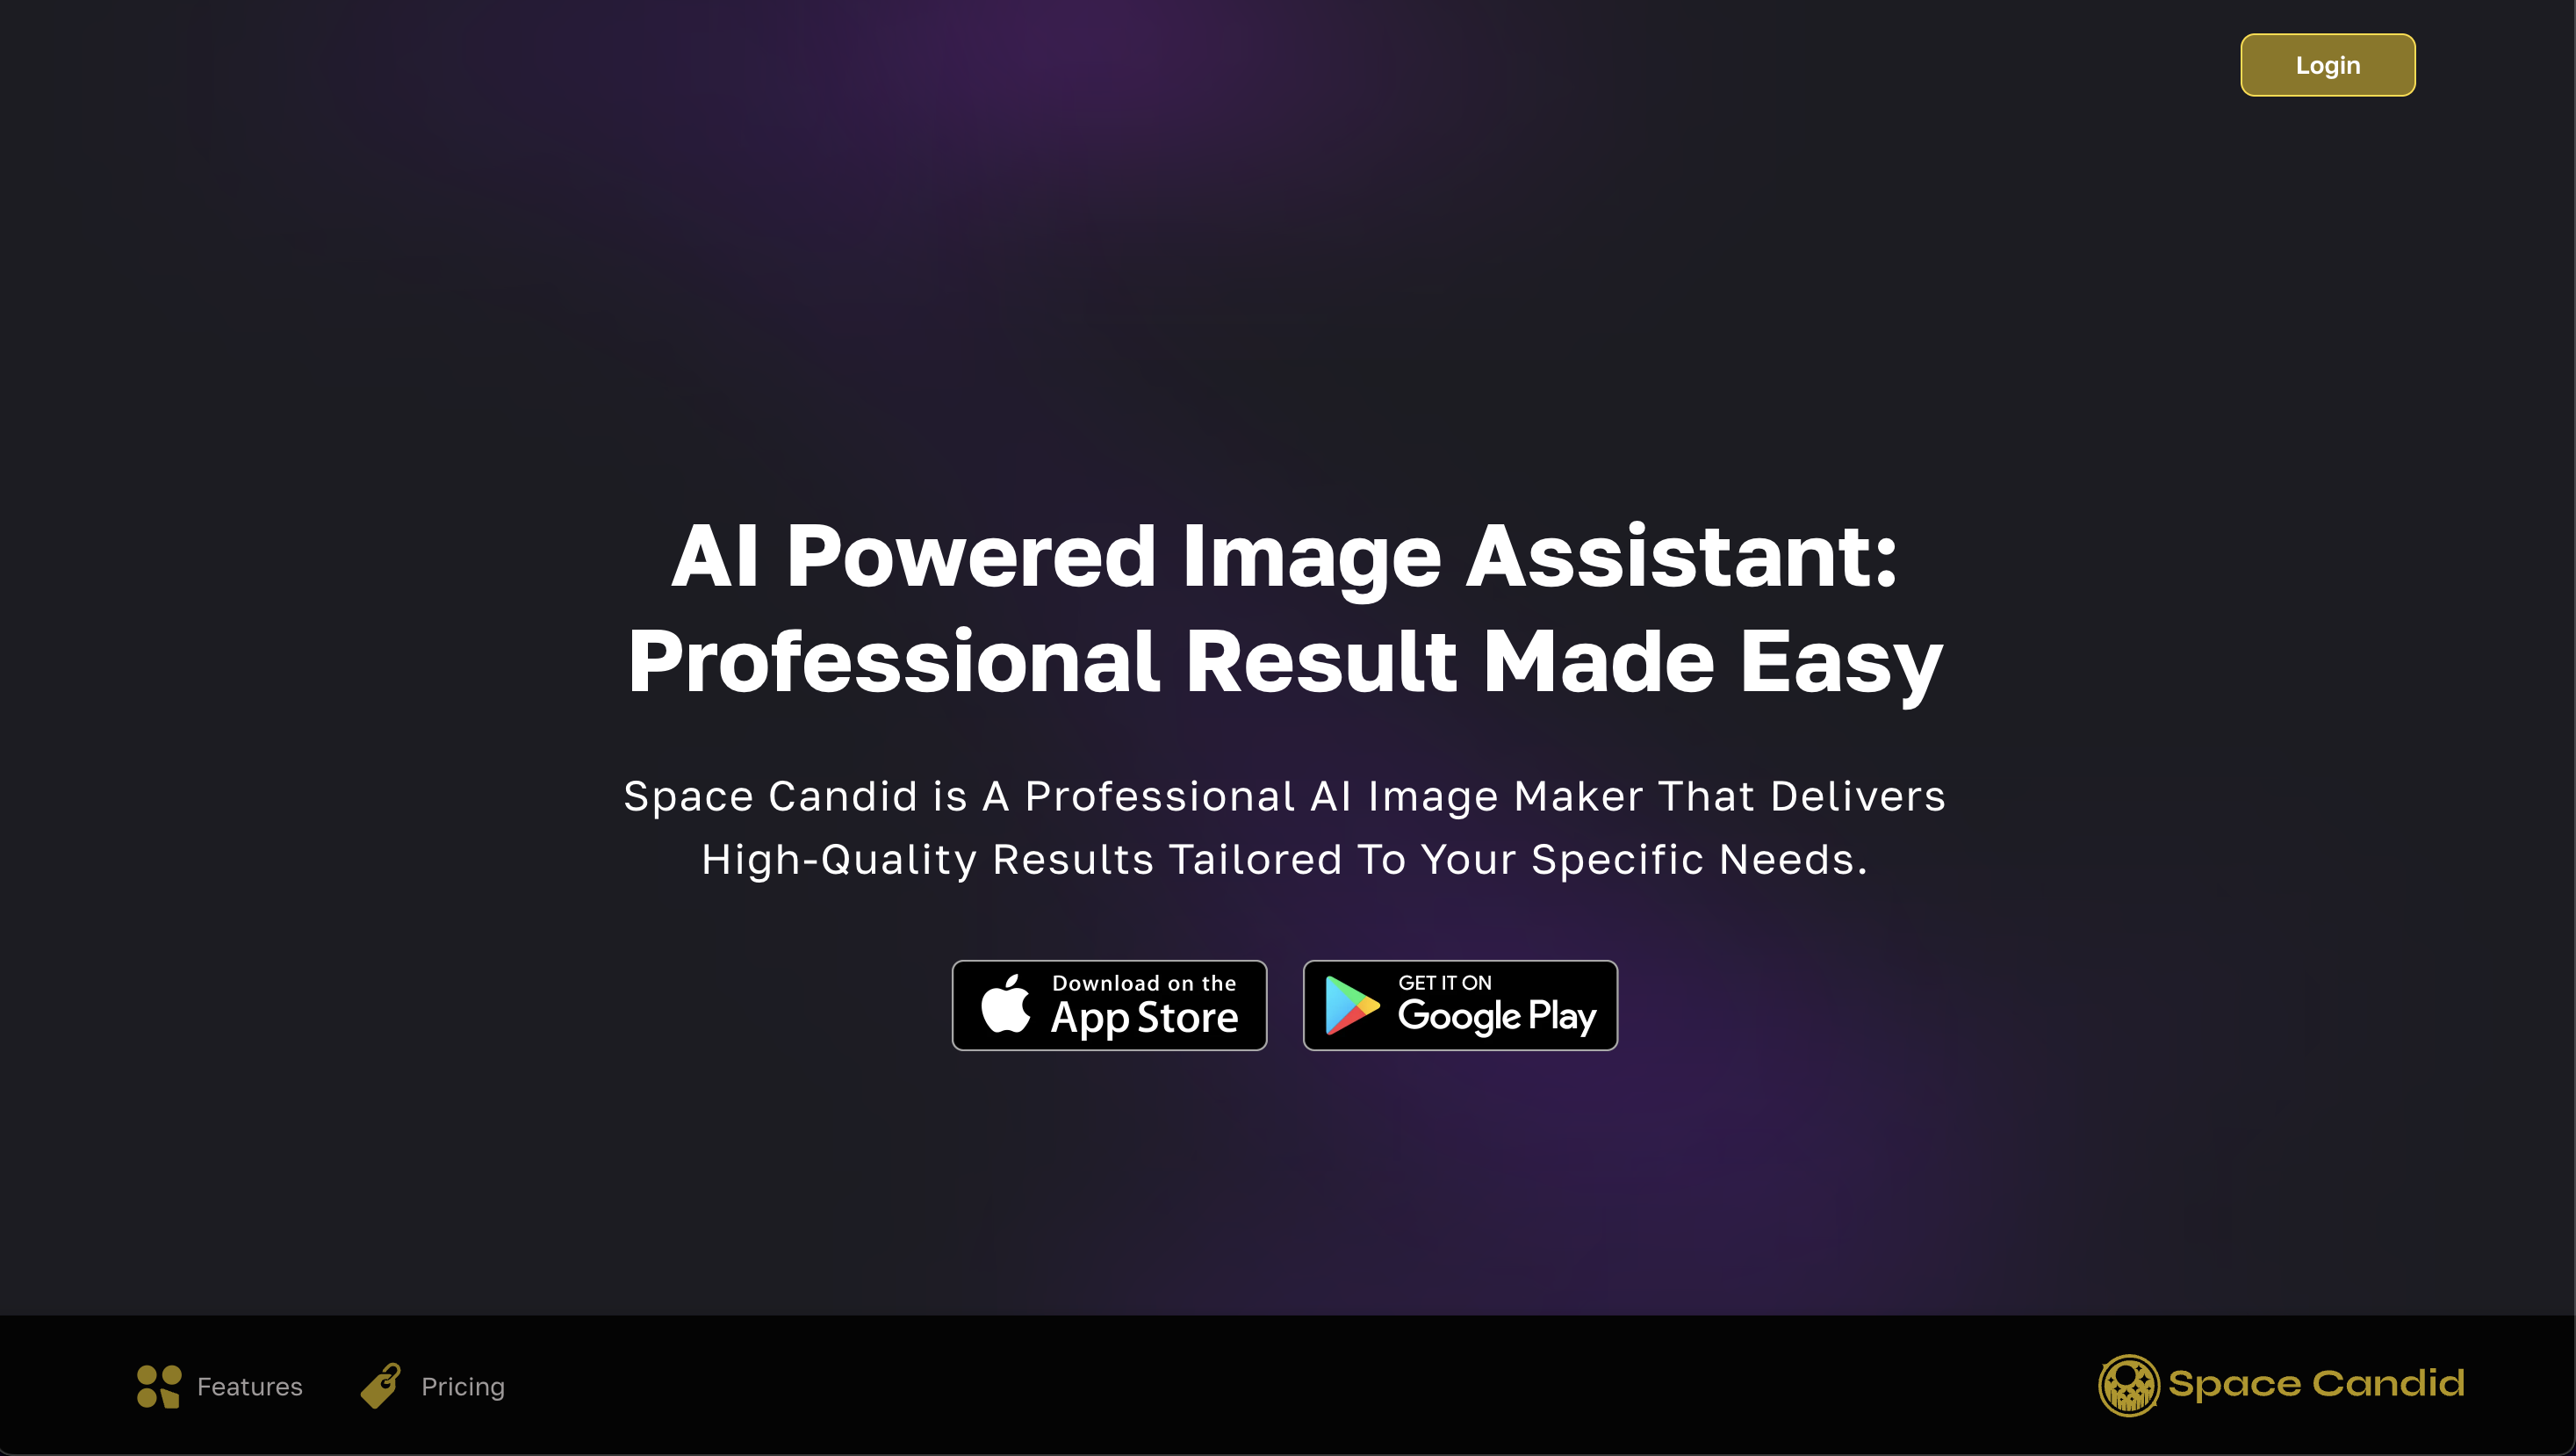 Login
AI Powered Image Assistant:
Professional Result Made Easy
Space Candid is A Professional AI Image Maker That Delivers
High-Quality Results Tailored To Your Specific Needs.
Download on the
App Store
GET IT ON
Google Play
Features
Pricing
Space Candid